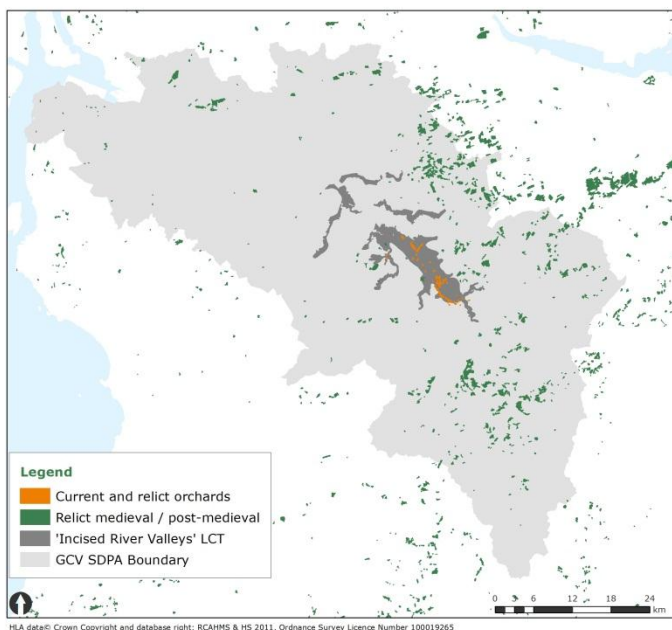 Legend
Current and relict orchards
Relict medieval / post-medieval
'Incised River Valleys' LCT
GCV SDPA Boundary
0 3 6 12 18 24
km
HLA data© Crown Copyright and database right: RCAHMS & HS 2011. Ordnance Survey Licence Number 100019265